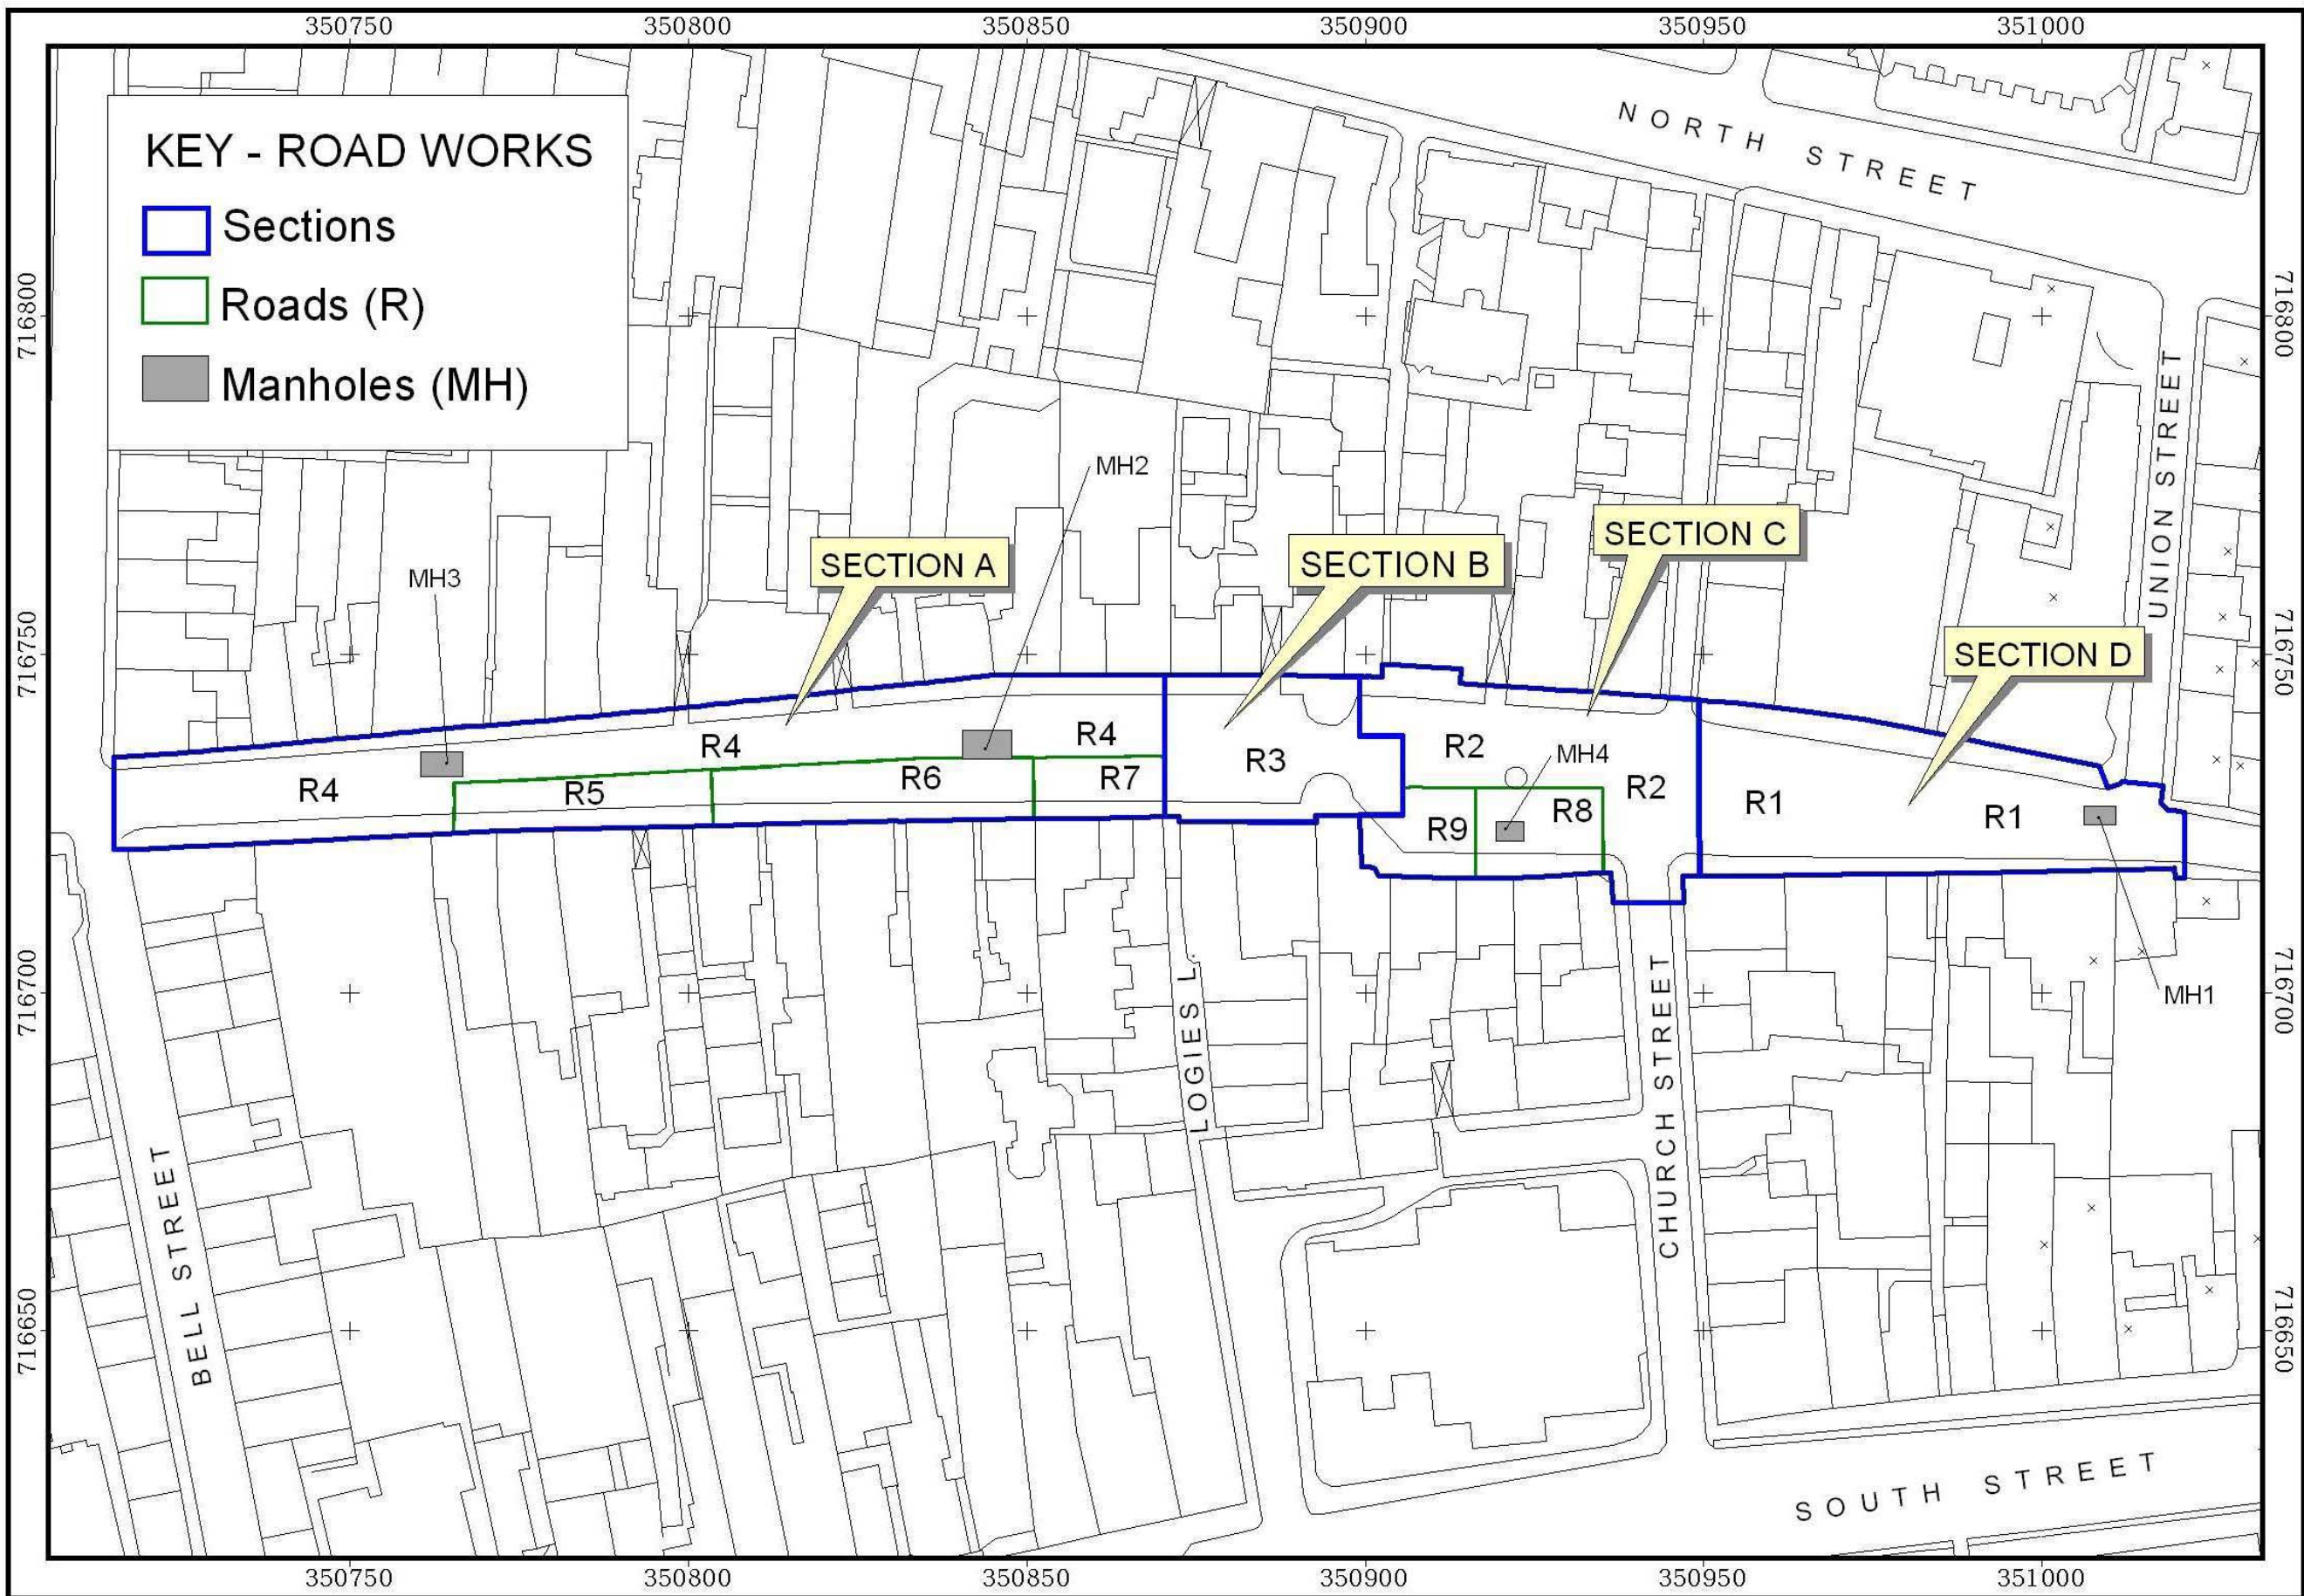 350750 350800 350850 350900 350950 351000
KEY - ROAD WORKS
Sections
Roads (R)
Manholes (MH)
NORTH STREET
716800
716800
UNION STREET
MH2
SECTION C
SECTION A
SECTION B
MH3
SECTION D
716750
716750
R4
R4
R4
R5
R6
R7
R3
R2
MH4
R2
R9
R8
R1
R1
716700
716700
MH1
LOGIES L.
CHURCH STREET
BELL STREET
716650
716650
SOUTH STREET
350750 350800 350850 350900 350950 351000